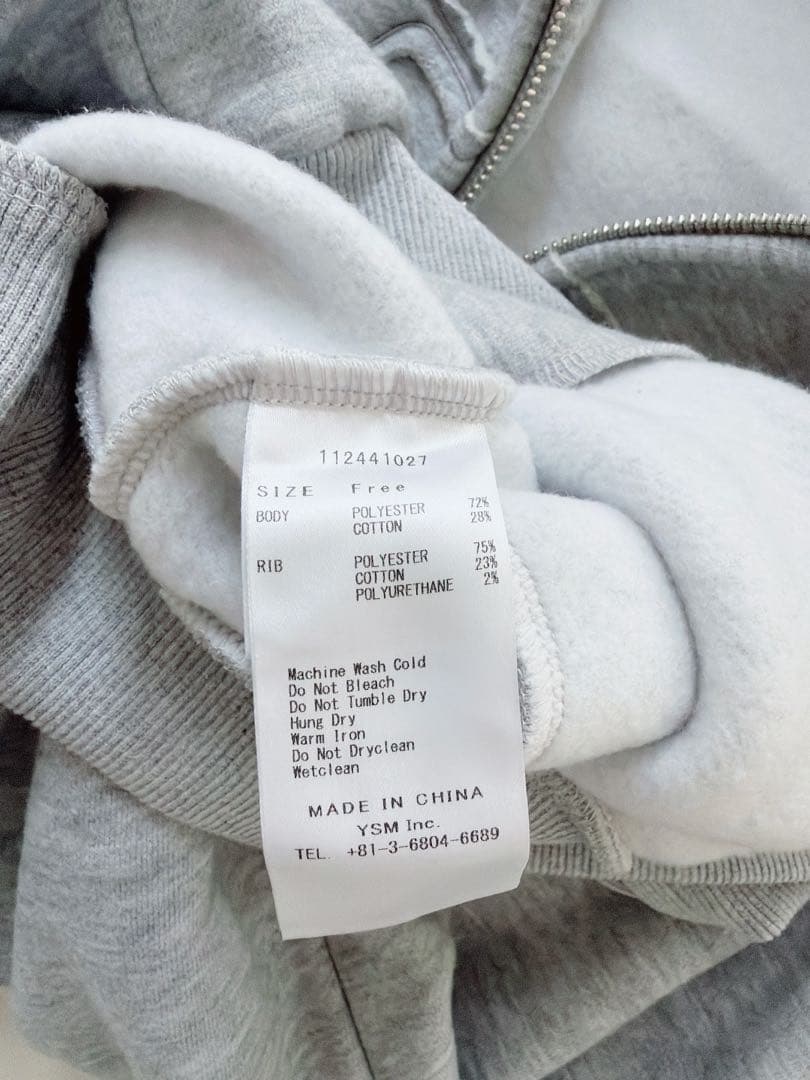 112441027
SIZE Free
BODY POLYESTER 72%
COTTON 28%
RIB POLYESTER 75%
COTTON 23%
POLYURETHANE 2%
Machine Wash Cold
Do Not Bleach
Do Not Tumble Dry
Hung Dry
Warm Iron
Do Not Dryclean
Wetclean
MADE IN CHINA
YSM Inc.
TEL. +81-3-6804-6689